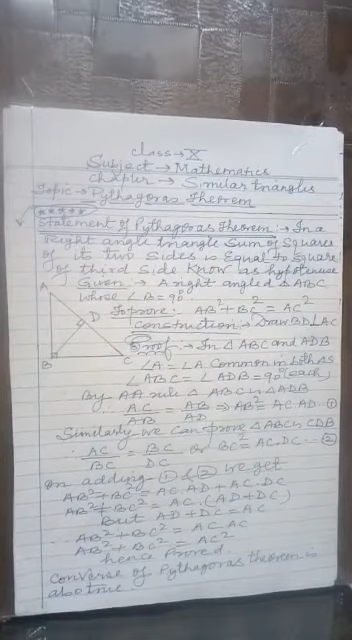 class → X
Subject → Mathematics
chapter → Similar triangles
Topic → Pythagoras Theorem
Statement of Pythagoras Theorem :→ In a
Right angle triangle Sum of Squares
of its two Sides is Equal to Square
of third Side Know as hypotenuse
Given → A right angled △ABC
whose ∠B = 90°
A
D
B
C
To prove: AB² + BC² = AC²
Construction → Draw BD ⊥ AC
Proof → In △ABC and ADB
∠A = ∠A Common in both △s
∠ABC = ∠ADB = 90° (each)
By AA rule △ABC ~ △ADB
∴ AC/AB = AB/AD ⇒ AB² = AC.AD — ①
Similarly we can prove △ABC ~ CDB
∴ AC/BC = BC/DC or BC² = AC.DC — ②
on adding ① & ② we get
AB² + BC² = AC.AD + AC.DC
AB² + BC² = AC.(AD + DC)
But AD + DC = AC
∴ AB² + BC² = AC.AC
AB² + BC² = AC²
hence Proved.
Converse of Pythagoras theorem is
also true.